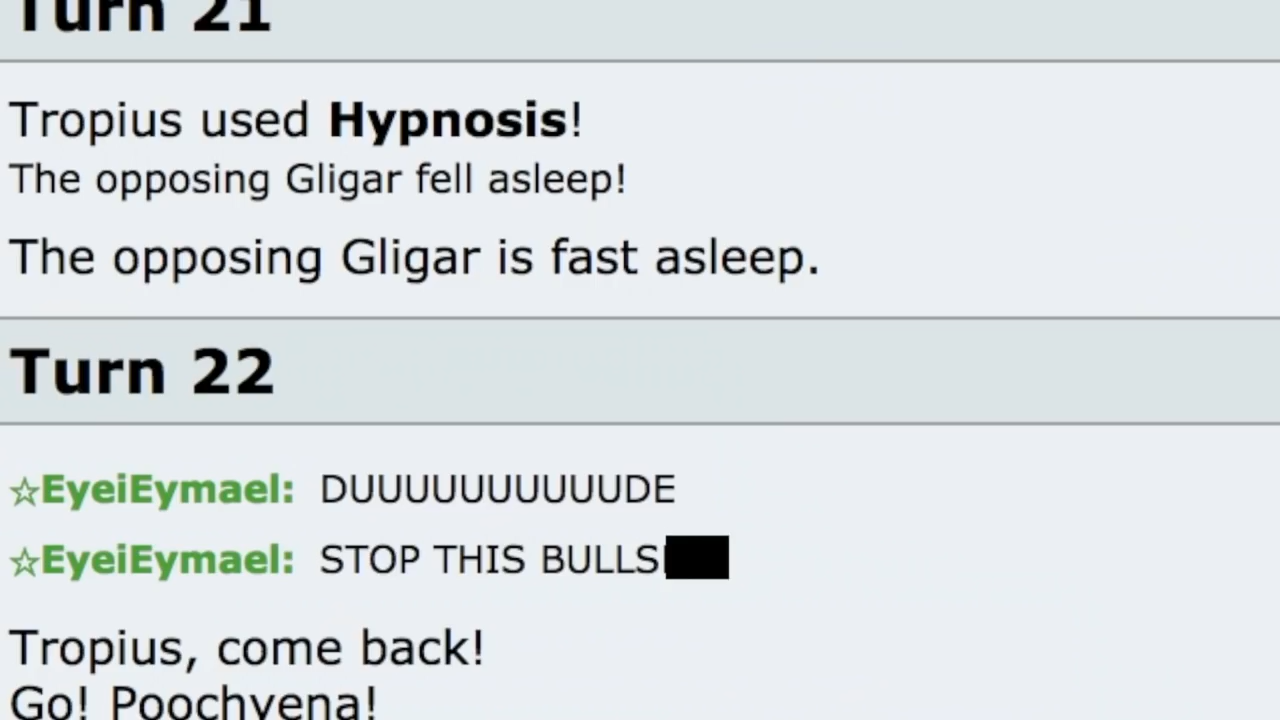 Turn 21
Tropius used Hypnosis!
The opposing Gligar fell asleep!
The opposing Gligar is fast asleep.
Turn 22
☆EyeiEymael: DUUUUUUUUUUDE
☆EyeiEymael: STOP THIS BULLS
Tropius, come back!
Go! Poochyena!